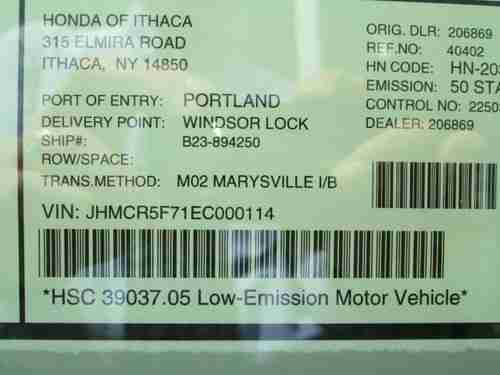 HONDA OF ITHACA
315 ELMIRA ROAD
ITHACA, NY 14850
ORIG. DLR: 206869
REF.NO: 40402
HN CODE: HN-203
EMISSION: 50 STA
CONTROL NO: 2250
DEALER: 206869
PORT OF ENTRY: PORTLAND
DELIVERY POINT: WINDSOR LOCK
SHIP#: B23-894250
ROW/SPACE:
TRANS.METHOD: M02 MARYSVILLE I/B
VIN: JHMCR5F71EC000114
*HSC 39037.05 Low-Emission Motor Vehicle*